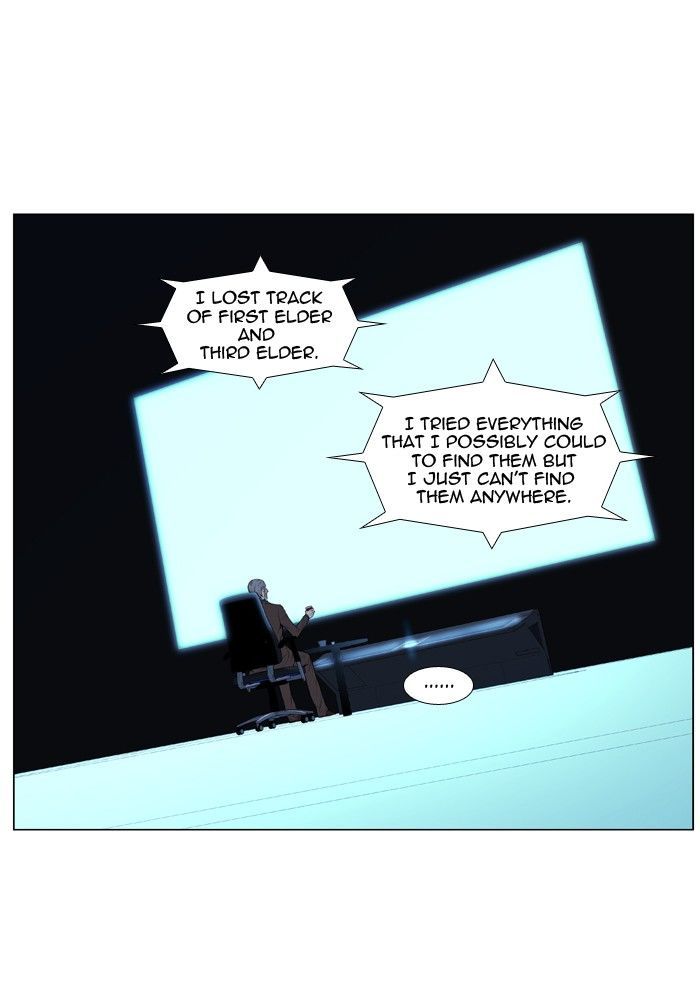 I LOST TRACK
OF FIRST ELDER
AND
THIRD ELDER.
I TRIED EVERYTHING
THAT I POSSIBLY COULD
TO FIND THEM BUT
I JUST CAN'T FIND
THEM ANYWHERE.
......